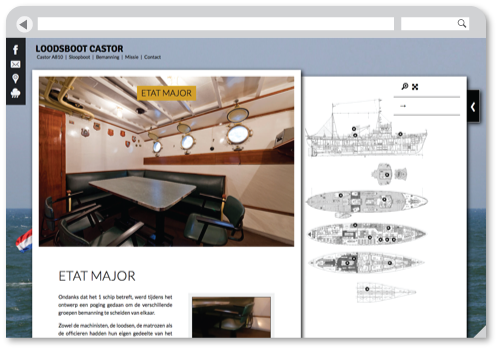 LOODSBOOT CASTOR
Castor A810 | Sloopboot | Bemanning | Missie | Contact
ETAT MAJOR
ETAT MAJOR
Ondanks dat het 1 schip betreft, werd tijdens het
ontwerp een poging gedaan om de verschillende
groepen bemanning te scheiden van elkaar.
Zowel de machinisten, de loodsen, de matrozen als
de officieren hadden hun eigen gedeelte van het